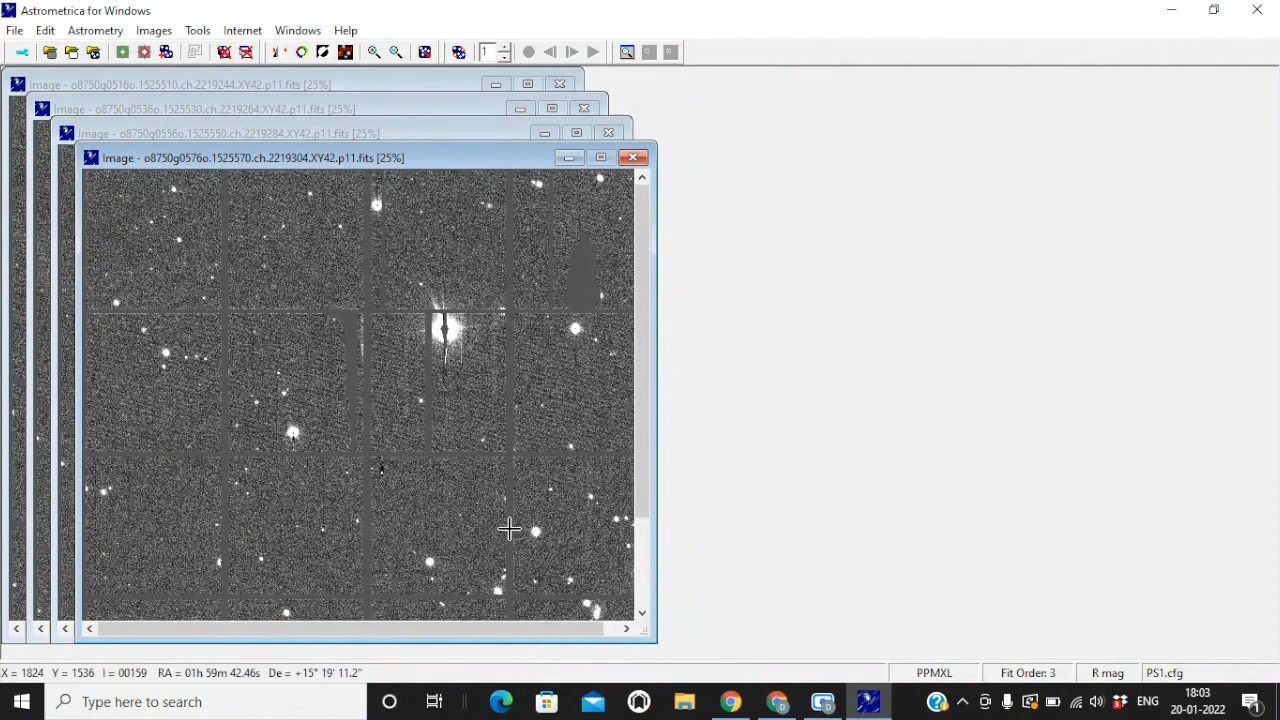 Astrometrica for Windows
File Edit Astrometry Images Tools Internet Windows Help
1
Image - o8750g0516o.1525510.ch.2219244.XY42.p11.fits [25%]
Image - o8750g0536o.1525530.ch.2219264.XY42.p11.fits [25%]
Image - o8750g0556o.1525550.ch.2219284.XY42.p11.fits [25%]
Image - o8750g0576o.1525570.ch.2219304.XY42.p11.fits [25%]
X = 1824 Y = 1536 I = 00159 RA = 01h 59m 42.46s De = +15° 19' 11.2" PPMXL Fit Order: 3 R mag PS1.cfg
Type here to search ENG 18:03
20-01-2022 1